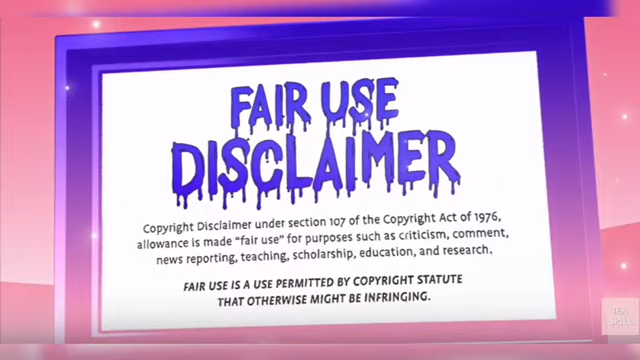 FAIR USE
DISCLAIMER
Copyright Disclaimer under section 107 of the Copyright Act of 1976,
allowance is made "fair use" for purposes such as criticism, comment,
news reporting, teaching, scholarship, education, and research.
FAIR USE IS A USE PERMITTED BY COPYRIGHT STATUTE
THAT OTHERWISE MIGHT BE INFRINGING.
TEA
SPILL